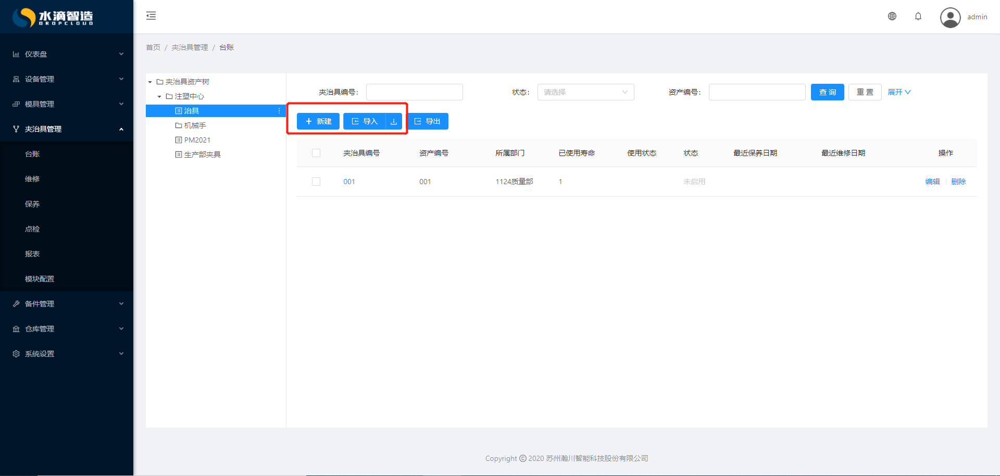 水滴智造
DROPCLOUD
admin
仪表盘
设备管理
模具管理
夹治具管理
台账
维修
保养
点检
报表
模块配置
备件管理
仓库管理
系统设置
首页 / 夹治具管理 / 台账
夹治具资产树
注塑中心
治具
机械手
PM2021
生产部夹具
夹治具编号: 状态: 请选择 资产编号: 查 询 重 置 展开
新建 导入 导出
夹治具编号 资产编号 所属部门 已使用寿命 使用状态 状态 最近保养日期 最近维修日期 操作
001 001 1124质量部 1 未启用 编辑 删除
Copyright © 2020 苏州瀚川智能科技股份有限公司